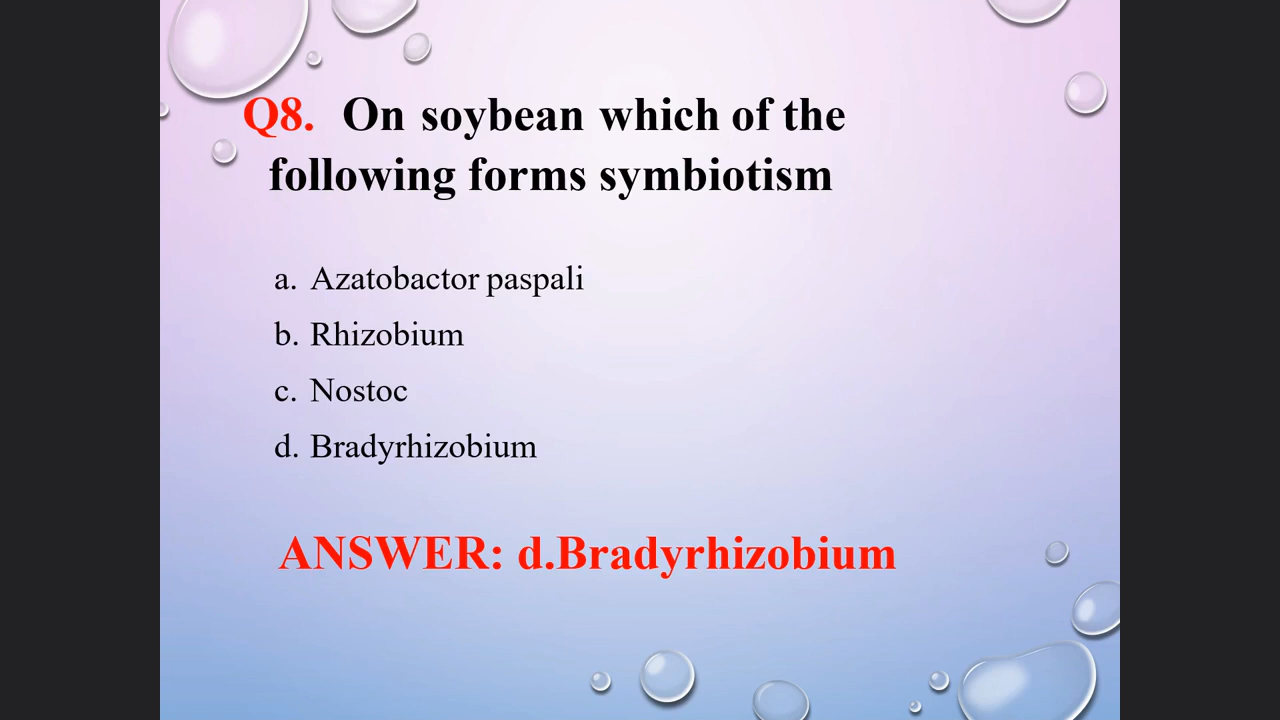 Q8. On soybean which of the
following forms symbiotism
a. Azatobactor paspali
b. Rhizobium
c. Nostoc
d. Bradyrhizobium
ANSWER: d.Bradyrhizobium